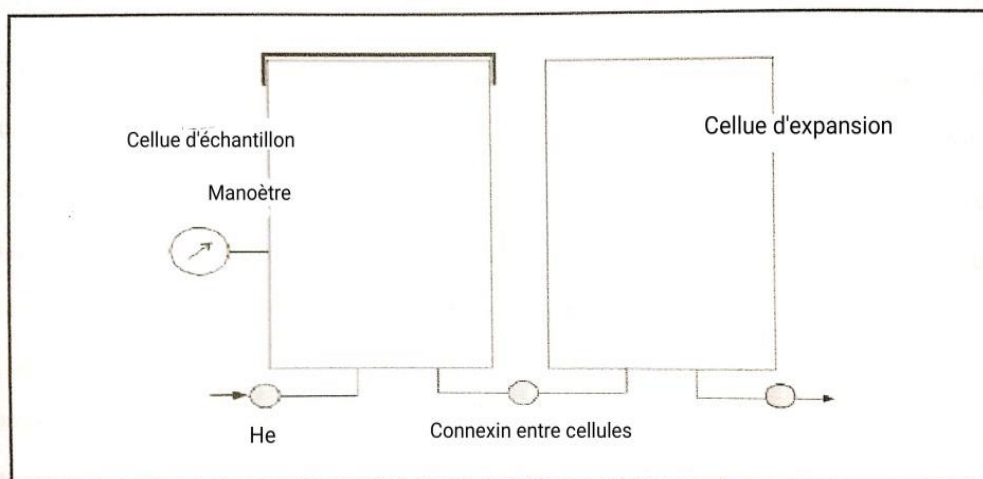 Cellue d'échantillon
Manoètre
Cellue d'expansion
He
Connexin entre cellules